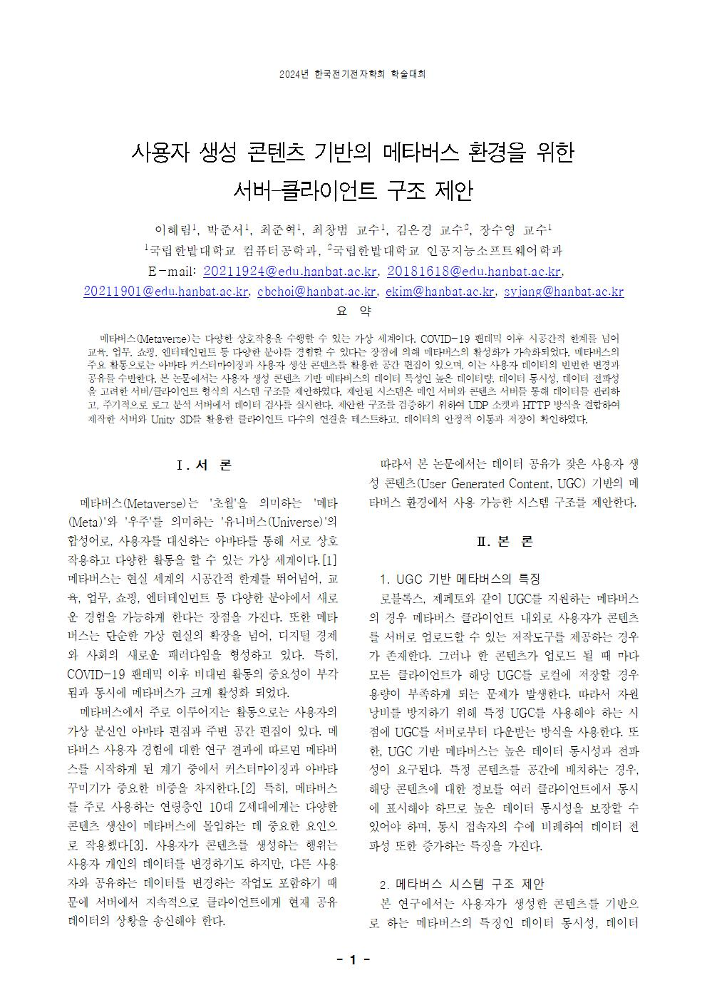 2024년 한국전기전자학회 학술대회
사용자 생성 콘텐츠 기반의 메타버스 환경을 위한
서버-클라이언트 구조 제안
이혜림¹, 박준서¹, 최준혁¹, 최창범 교수¹, 김은경 교수², 장수영 교수¹
¹국립한밭대학교 컴퓨터공학과, ²국립한밭대학교 인공지능소프트웨어학과
E-mail: 20211924@edu.hanbat.ac.kr, 20181618@edu.hanbat.ac.kr,
20211901@edu.hanbat.ac.kr, cbchoi@hanbat.ac.kr, ekim@hanbat.ac.kr, syjang@hanbat.ac.kr
요 약
메타버스(Metaverse)는 다양한 상호작용을 수행할 수 있는 가상 세계이다. COVID-19 팬데믹 이후 시공간적 한계를 넘어
교육, 업무, 쇼핑, 엔터테인먼트 등 다양한 분야를 경험할 수 있다는 장점에 의해 메타버스의 활성화가 가속화되었다. 메타버스의
주요 활동으로는 아바타 커스터마이징과 사용자 생산 콘텐츠를 활용한 공간 편집이 있으며, 이는 사용자 데이터의 빈번한 변경과
공유를 수반한다. 본 논문에서는 사용자 생성 콘텐츠 기반 메타버스의 데이터 특성인 높은 데이터량, 데이터 동시성, 데이터 전파성
을 고려한 서버/클라이언트 형식의 시스템 구조를 제안하였다. 제안된 시스템은 메인 서버와 콘텐츠 서버를 통해 데이터를 관리하
고, 주기적으로 로그 분석 서버에서 데이터 검사를 실시한다. 제안한 구조를 검증하기 위하여 UDP 소켓과 HTTP 방식을 결합하여
제작한 서버와 Unity 3D를 활용한 클라이언트 다수의 연결을 테스트하고, 데이터의 안정적 이동과 저장이 확인하였다.
Ⅰ. 서 론
메타버스(Metaverse)는 '초월'을 의미하는 '메타
(Meta)'와 '우주'를 의미하는 '유니버스(Universe)'의
합성어로, 사용자를 대신하는 아바타를 통해 서로 상호
작용하고 다양한 활동을 할 수 있는 가상 세계이다.[1]
메타버스는 현실 세계의 시공간적 한계를 뛰어넘어, 교
육, 업무, 쇼핑, 엔터테인먼트 등 다양한 분야에서 새로
운 경험을 가능하게 한다는 장점을 가진다. 또한 메타
버스는 단순한 가상 현실의 확장을 넘어, 디지털 경제
와 사회의 새로운 패러다임을 형성하고 있다. 특히,
COVID-19 팬데믹 이후 비대면 활동의 중요성이 부각
됨과 동시에 메타버스가 크게 활성화 되었다.
메타버스에서 주로 이루어지는 활동으로는 사용자의
가상 분신인 아바타 편집과 주변 공간 편집이 있다. 메
타버스 사용자 경험에 대한 연구 결과에 따르면 메타버
스를 시작하게 된 계기 중에서 커스터마이징과 아바타
꾸미기가 중요한 비중을 차지한다.[2] 특히, 메타버스
를 주로 사용하는 연령층인 10대 Z세대에게는 다양한
콘텐츠 생산이 메타버스에 몰입하는 데 중요한 요인으
로 작용했다[3]. 사용자가 콘텐츠를 생성하는 행위는
사용자 개인의 데이터를 변경하기도 하지만, 다른 사용
자와 공유하는 데이터를 변경하는 작업도 포함하기 때
문에 서버에서 지속적으로 클라이언트에게 현재 공유
데이터의 상황을 송신해야 한다.
따라서 본 논문에서는 데이터 공유가 잦은 사용자 생
성 콘텐츠(User Generated Content, UGC) 기반의 메
타버스 환경에서 사용 가능한 시스템 구조를 제안한다.
Ⅱ. 본 론
1. UGC 기반 메타버스의 특징
로블록스, 제페토와 같이 UGC를 지원하는 메타버스
의 경우 메타버스 클라이언트 내외로 사용자가 콘텐츠
를 서버로 업로드할 수 있는 저작도구를 제공하는 경우
가 존재한다. 그러나 한 콘텐츠가 업로드 될 때 마다
모든 클라이언트가 해당 UGC를 로컬에 저장할 경우
용량이 부족하게 되는 문제가 발생한다. 따라서 자원
낭비를 방지하기 위해 특정 UGC를 사용해야 하는 시
점에 UGC를 서버로부터 다운받는 방식을 사용한다. 또
한, UGC 기반 메타버스는 높은 데이터 동시성과 전파
성이 요구된다. 특정 콘텐츠를 공간에 배치하는 경우,
해당 콘텐츠에 대한 정보를 여러 클라이언트에서 동시
에 표시해야 하므로 높은 데이터 동시성을 보장할 수
있어야 하며, 동시 접속자의 수에 비례하여 데이터 전
파성 또한 증가하는 특징을 가진다.
2. 메타버스 시스템 구조 제안
본 연구에서는 사용자가 생성한 콘텐츠를 기반으
로 하는 메타버스의 특징인 데이터 동시성, 데이터
- 1 -